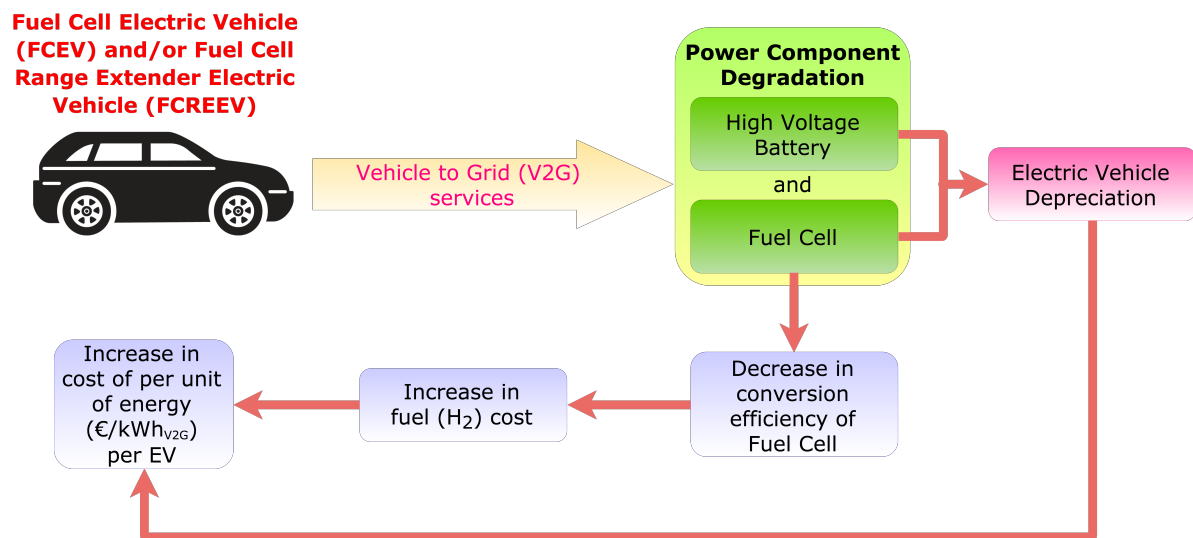 Fuel Cell Electric Vehicle
(FCEV) and/or Fuel Cell
Range Extender Electric
Vehicle (FCREEV)
Vehicle to Grid (V2G)
services
Power Component
Degradation
High Voltage
Battery
and
Fuel Cell
Electric Vehicle
Depreciation
Decrease in
conversion
efficiency of
Fuel Cell
Increase in
fuel (H₂) cost
Increase in
cost of per unit
of energy
(€/kWhV2G)
per EV